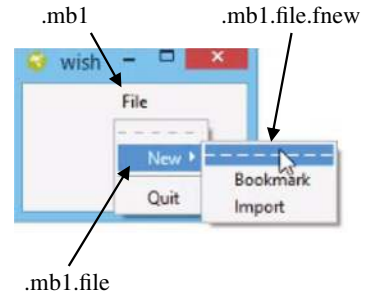 .mb1 .mb1.file.fnew
wish
File
New
Quit
Bookmark
Import
.mb1.file